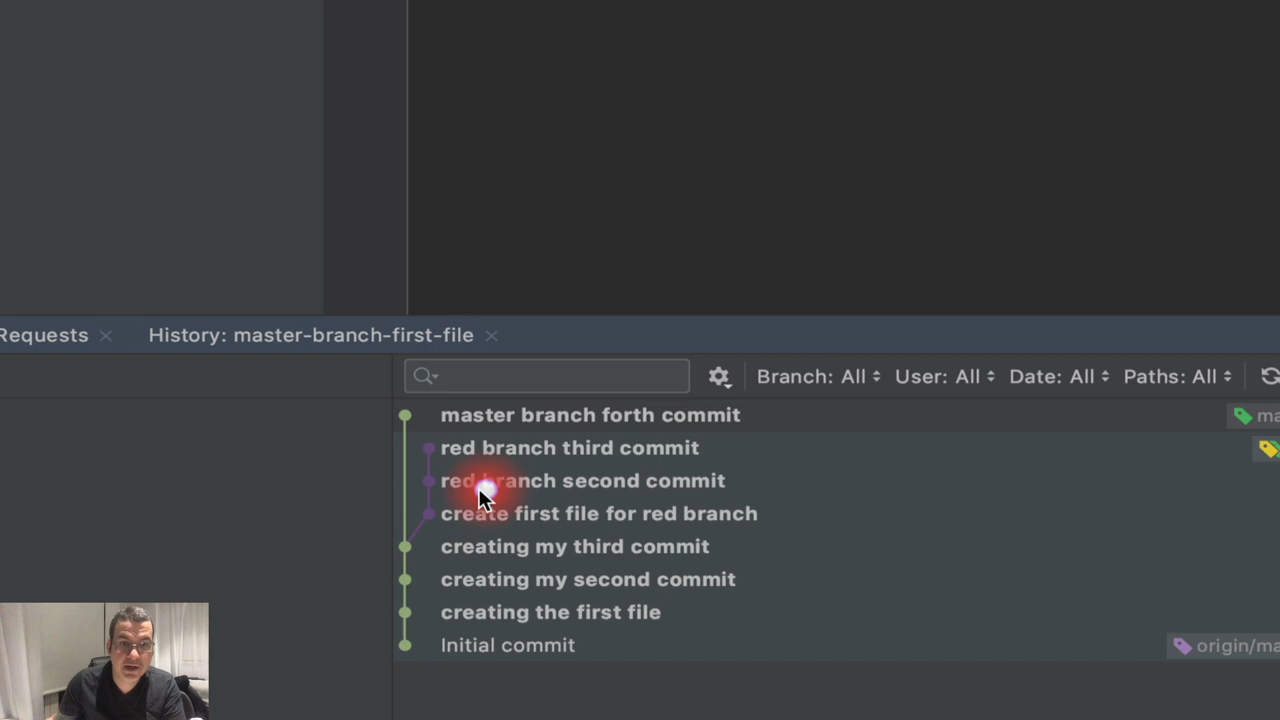 Requests
History: master-branch-first-file
Branch: All User: All Date: All Paths: All
master branch forth commit
ma
red branch third commit
red branch second commit
create first file for red branch
creating my third commit
creating my second commit
creating the first file
Initial commit
origin/ma